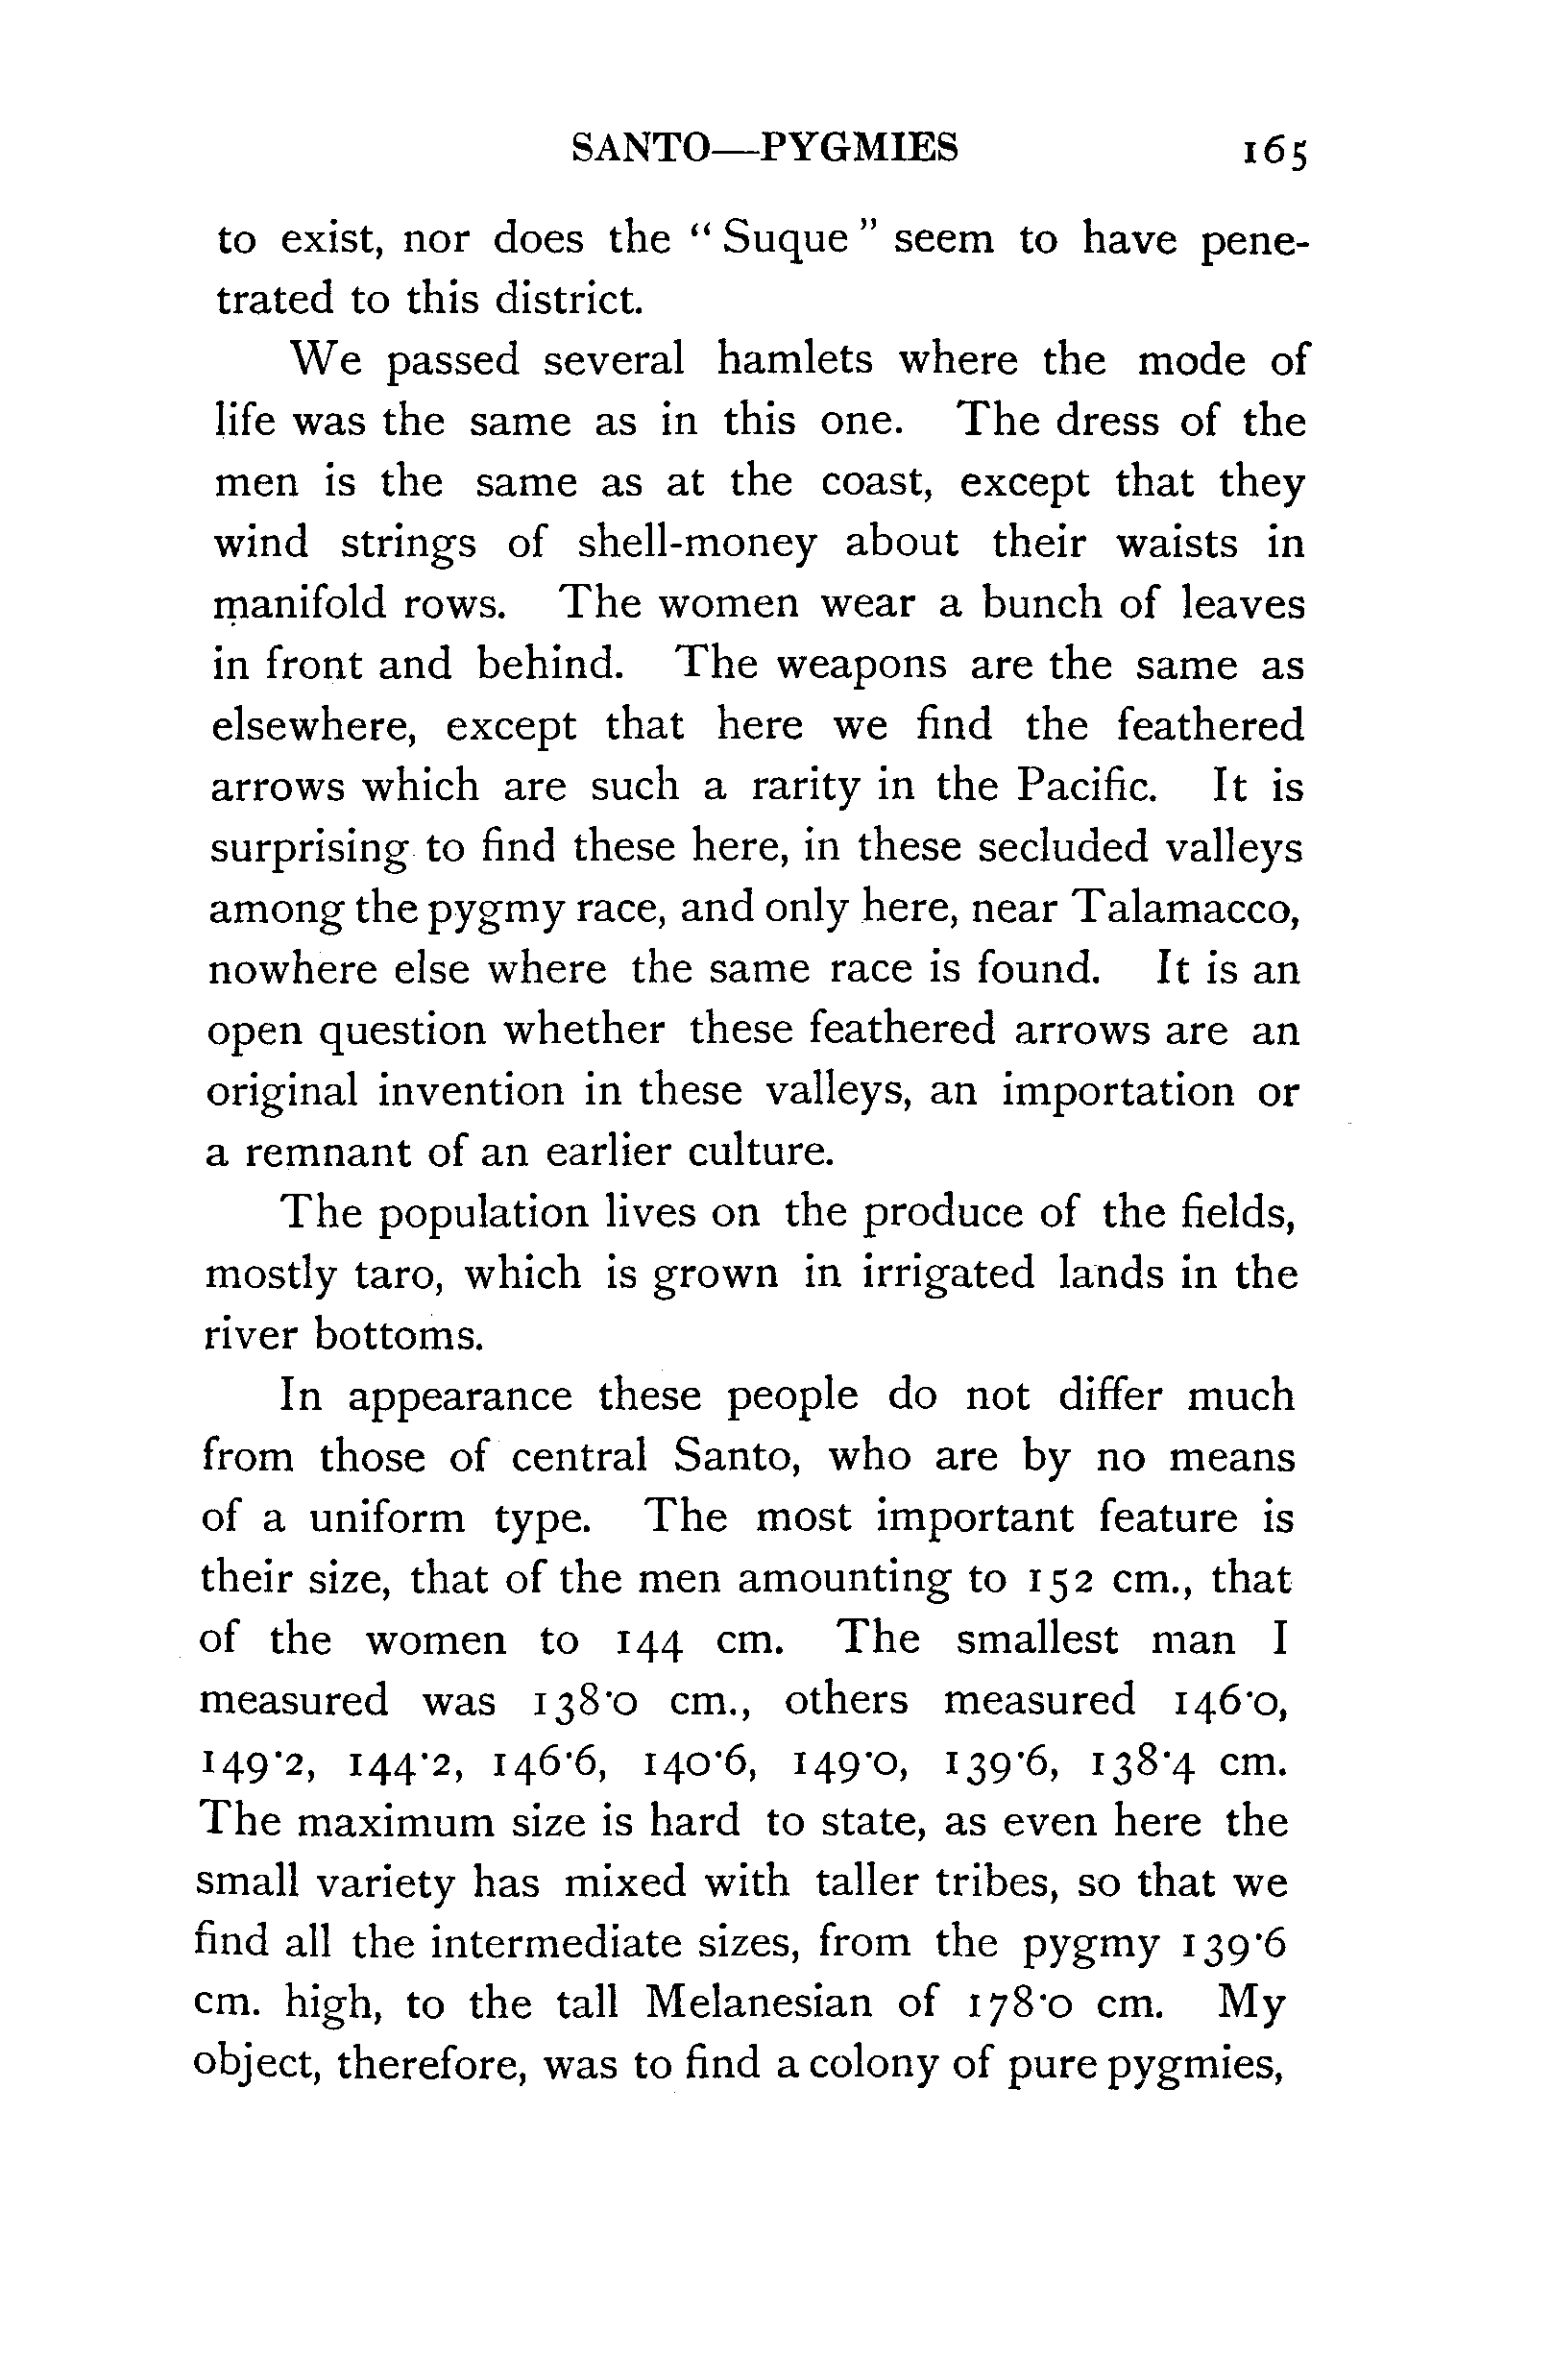 SANTO—PYGMIES 165
to exist, nor does the “ Suque ” seem to have pene-
trated to this district.
We passed several hamlets where the mode of
life was the same as in this one. The dress of the
men is the same as at the coast, except that they
wind strings of shell-money about their waists in
manifold rows. The women wear a bunch of leaves
in front and behind. The weapons are the same as
elsewhere, except that here we find the feathered
arrows which are such a rarity in the Pacific. It is
surprising to find these here, in these secluded valleys
among the pygmy race, and only here, near Talamacco,
nowhere else where the same race is found. It is an
open question whether these feathered arrows are an
original invention in these valleys, an importation or
a remnant of an earlier culture.
The population lives on the produce of the fields,
mostly taro, which is grown in irrigated lands in the
river bottoms.
In appearance these people do not differ much
from those of central Santo, who are by no means
of a uniform type. The most important feature is
their size, that of the men amounting to 152 cm., that
of the women to 144 cm. The smallest man I
measured was 138·0 cm., others measured 146·0,
149·2, 144·2, 146·6, 140·6, 149·0, 139·6, 138·4 cm.
The maximum size is hard to state, as even here the
small variety has mixed with taller tribes, so that we
find all the intermediate sizes, from the pygmy 139·6
cm. high, to the tall Melanesian of 178·0 cm. My
object, therefore, was to find a colony of pure pygmies,